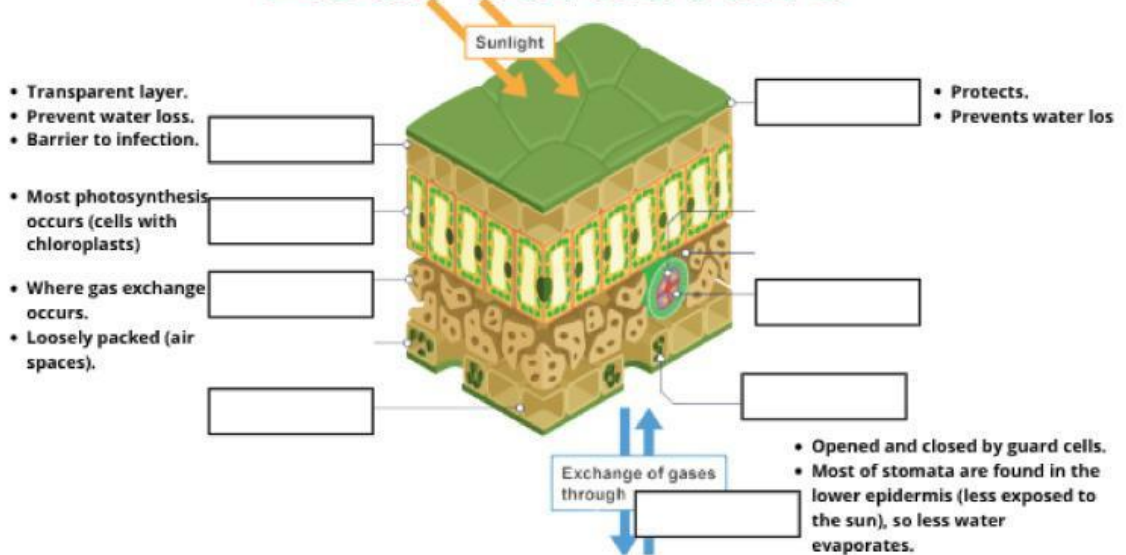 Sunlight
• Transparent layer.
• Prevent water loss.
• Barrier to infection.
• Protects.
• Prevents water los
• Most photosynthesis
occurs (cells with
chloroplasts)
• Where gas exchange
occurs.
• Loosely packed (air
spaces).
Exchange of gases
through
• Opened and closed by guard cells.
• Most of stomata are found in the
lower epidermis (less exposed to
the sun), so less water
evaporates.